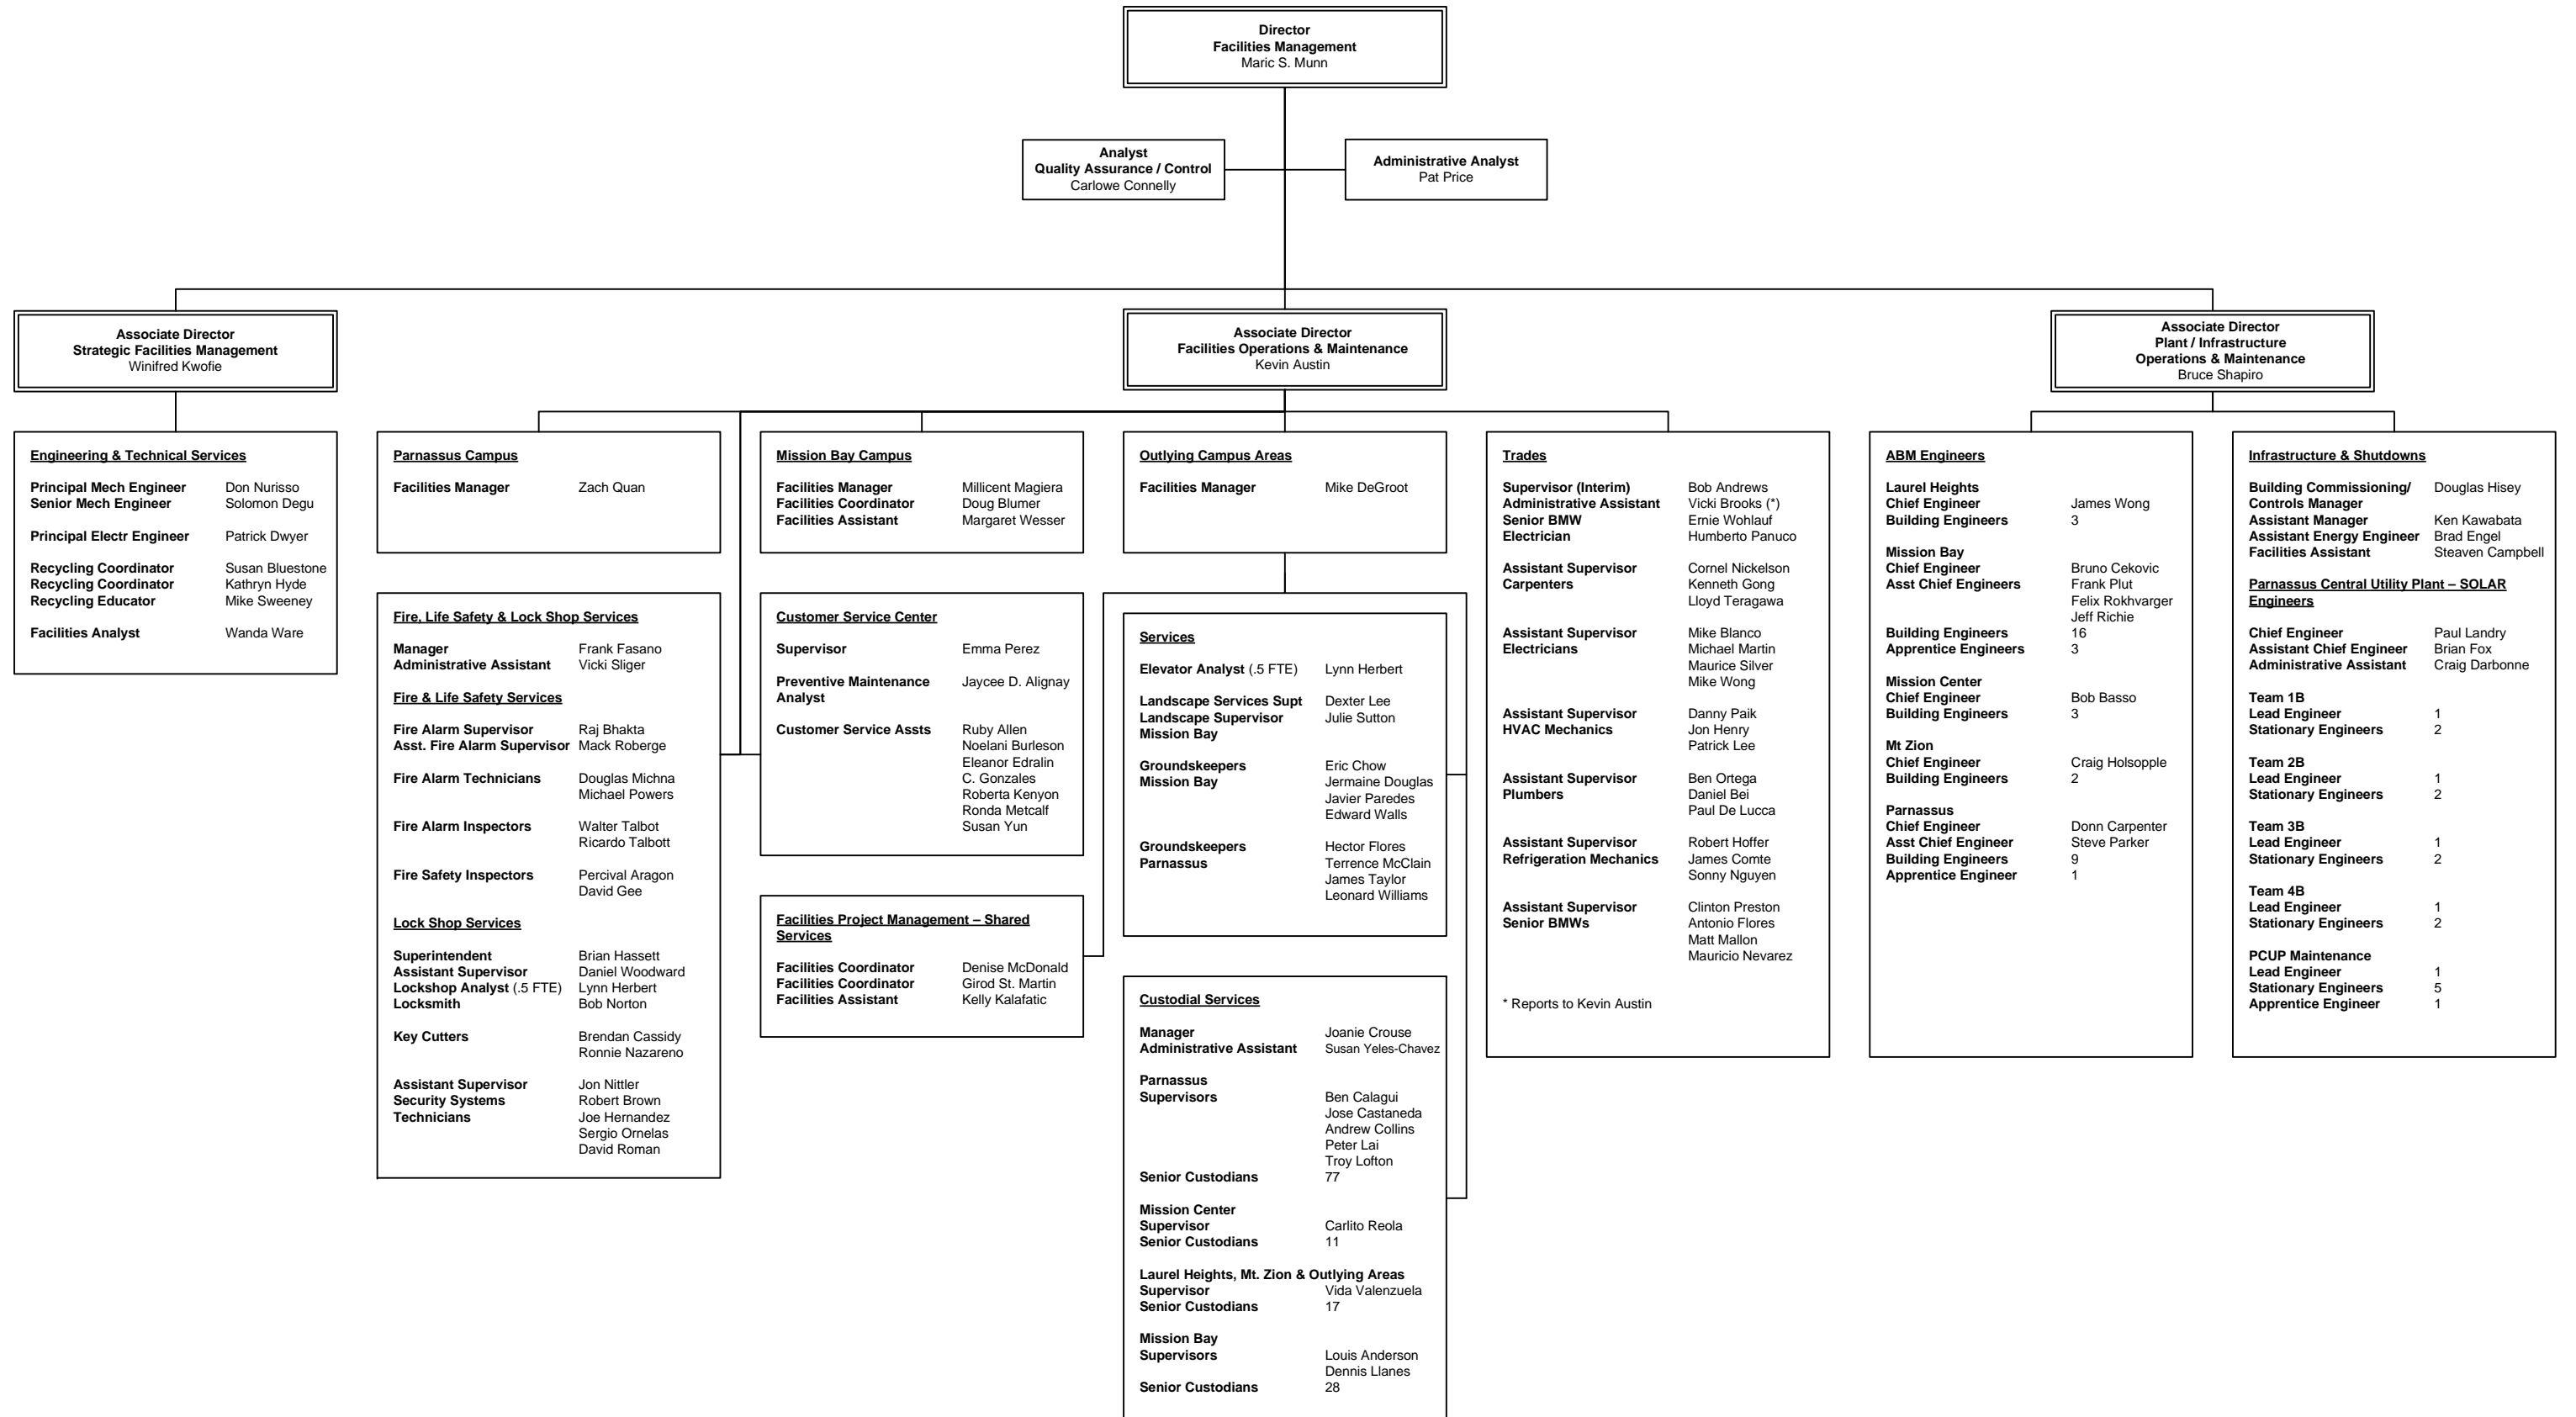 Director
Facilities Management
Maric S. Munn
Analyst
Quality Assurance / Control
Carlowe Connelly
Administrative Analyst
Pat Price
Associate Director
Strategic Facilities Management
Winifred Kwofie
Associate Director
Facilities Operations & Maintenance
Kevin Austin
Associate Director
Plant / Infrastructure
Operations & Maintenance
Bruce Shapiro
Engineering & Technical Services
Principal Mech Engineer Don Nurisso
Senior Mech Engineer Solomon Degu
Principal Electr Engineer Patrick Dwyer
Recycling Coordinator Susan Bluestone
Recycling Coordinator Kathryn Hyde
Recycling Educator Mike Sweeney
Facilities Analyst Wanda Ware
Parnassus Campus
Facilities Manager Zach Quan
Fire, Life Safety & Lock Shop Services
Manager Frank Fasano
Administrative Assistant Vicki Sliger
Fire & Life Safety Services
Fire Alarm Supervisor Raj Bhakta
Asst. Fire Alarm Supervisor Mack Roberge
Fire Alarm Technicians Douglas Michna
Michael Powers
Fire Alarm Inspectors Walter Talbot
Ricardo Talbott
Fire Safety Inspectors Percival Aragon
David Gee
Lock Shop Services
Superintendent Brian Hassett
Assistant Supervisor Daniel Woodward
Lockshop Analyst (.5 FTE) Lynn Herbert
Locksmith Bob Norton
Key Cutters Brendan Cassidy
Ronnie Nazareno
Assistant Supervisor Jon Nittler
Security Systems Robert Brown
Technicians Joe Hernandez
Sergio Ornelas
David Roman
Mission Bay Campus
Facilities Manager Millicent Magiera
Facilities Coordinator Doug Blumer
Facilities Assistant Margaret Wesser
Customer Service Center
Supervisor Emma Perez
Preventive Maintenance Jaycee D. Alignay
Analyst
Customer Service Assts Ruby Allen
Noelani Burleson
Eleanor Edralin
C. Gonzales
Roberta Kenyon
Ronda Metcalf
Susan Yun
Facilities Project Management – Shared
Services
Facilities Coordinator Denise McDonald
Facilities Coordinator Girod St. Martin
Facilities Assistant Kelly Kalafatic
Outlying Campus Areas
Facilities Manager Mike DeGroot
Services
Elevator Analyst (.5 FTE) Lynn Herbert
Landscape Services Supt Dexter Lee
Landscape Supervisor Julie Sutton
Mission Bay
Groundskeepers Eric Chow
Mission Bay Jermaine Douglas
Javier Paredes
Edward Walls
Groundskeepers Hector Flores
Parnassus Terrence McClain
James Taylor
Leonard Williams
Custodial Services
Manager Joanie Crouse
Administrative Assistant Susan Yeles-Chavez
Parnassus
Supervisors Ben Calagui
Jose Castaneda
Andrew Collins
Peter Lai
Troy Lofton
Senior Custodians 77
Mission Center
Supervisor Carlito Reola
Senior Custodians 11
Laurel Heights, Mt. Zion & Outlying Areas
Supervisor Vida Valenzuela
Senior Custodians 17
Mission Bay
Supervisors Louis Anderson
Dennis Llanes
Senior Custodians 28
Trades
Supervisor (Interim) Bob Andrews
Administrative Assistant Vicki Brooks (*)
Senior BMW Ernie Wohlauf
Electrician Humberto Panuco
Assistant Supervisor Cornel Nickelson
Carpenters Kenneth Gong
Lloyd Teragawa
Assistant Supervisor Mike Blanco
Electricians Michael Martin
Maurice Silver
Mike Wong
Assistant Supervisor Danny Paik
HVAC Mechanics Jon Henry
Patrick Lee
Assistant Supervisor Ben Ortega
Plumbers Daniel Bei
Paul De Lucca
Assistant Supervisor Robert Hoffer
Refrigeration Mechanics James Comte
Sonny Nguyen
Assistant Supervisor Clinton Preston
Senior BMWs Antonio Flores
Matt Mallon
Mauricio Nevarez
* Reports to Kevin Austin
ABM Engineers
Laurel Heights
Chief Engineer James Wong
Building Engineers 3
Mission Bay
Chief Engineer Bruno Cekovic
Asst Chief Engineers Frank Plut
Felix Rokhvarger
Jeff Richie
Building Engineers 16
Apprentice Engineers 3
Mission Center
Chief Engineer Bob Basso
Building Engineers 3
Mt Zion
Chief Engineer Craig Holsopple
Building Engineers 2
Parnassus
Chief Engineer Donn Carpenter
Asst Chief Engineer Steve Parker
Building Engineers 9
Apprentice Engineer 1
Infrastructure & Shutdowns
Building Commissioning/ Douglas Hisey
Controls Manager
Assistant Manager Ken Kawabata
Assistant Energy Engineer Brad Engel
Facilities Assistant Steaven Campbell
Parnassus Central Utility Plant – SOLAR
Engineers
Chief Engineer Paul Landry
Assistant Chief Engineer Brian Fox
Administrative Assistant Craig Darbonne
Team 1B
Lead Engineer 1
Stationary Engineers 2
Team 2B
Lead Engineer 1
Stationary Engineers 2
Team 3B
Lead Engineer 1
Stationary Engineers 2
Team 4B
Lead Engineer 1
Stationary Engineers 2
PCUP Maintenance
Lead Engineer 1
Stationary Engineers 5
Apprentice Engineer 1